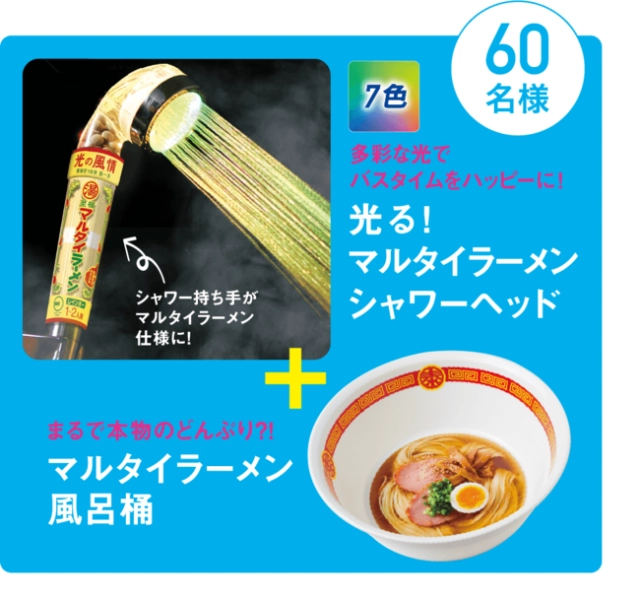 60
名様
7色
多彩な光で
バスタイムをハッピーに!
光る!
マルタイラーメン
シャワーヘッド
光の風情
マルタイラーメン
1・2人前
シャワー持ち手が
マルタイラーメン
仕様に!
+
まるで本物のどんぶり?!
マルタイラーメン
風呂桶